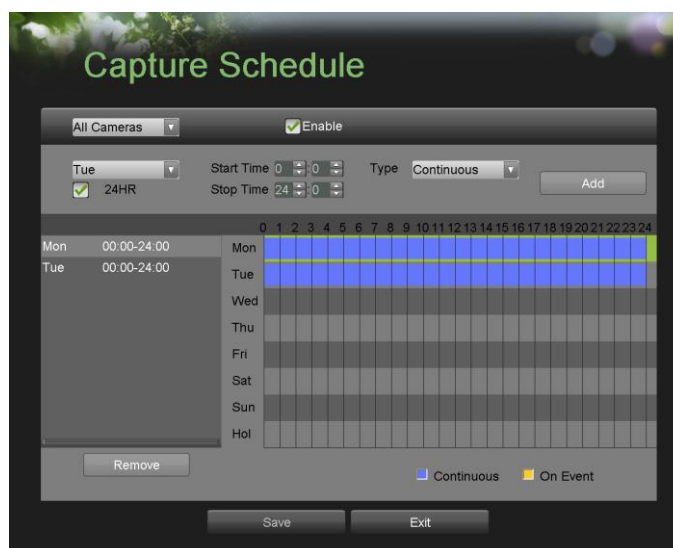 Capture Schedule
All Cameras Enable
Tue Start Time 0 : 0 Type Continuous
24HR Stop Time 24 : 0 Add
0 1 2 3 4 5 6 7 8 9 10 11 12 13 14 15 16 17 18 19 20 21 22 23 24
Mon 00:00-24:00 Mon
Tue 00:00-24:00 Tue
Wed
Thu
Fri
Sat
Sun
Hol
Remove Continuous On Event
Save Exit